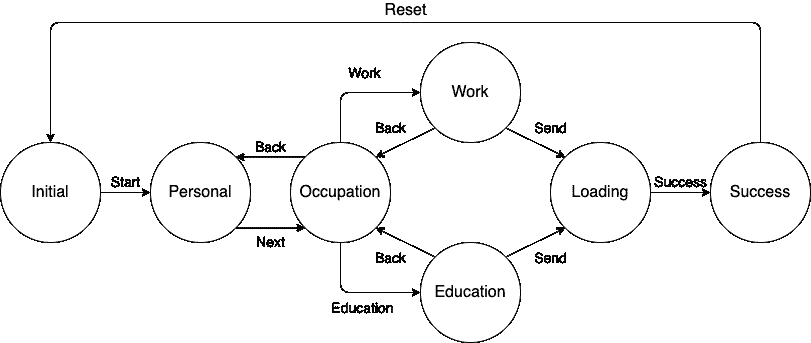 Reset
Work
Work
Back
Send
Back
Initial
Start
Personal
Occupation
Loading
Success
Success
Next
Back
Send
Education
Education